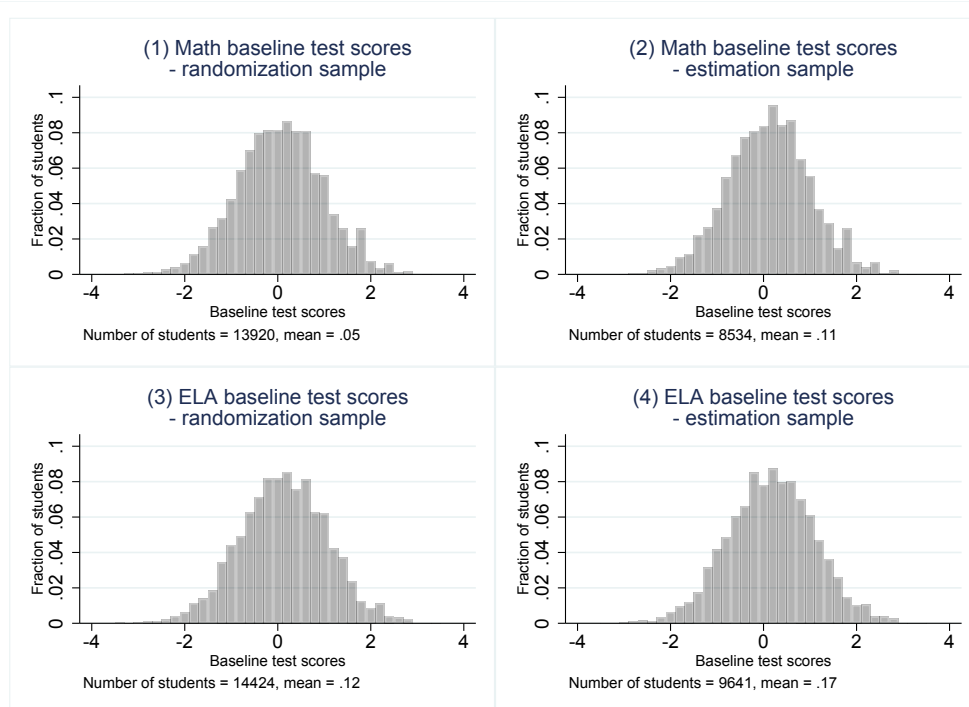 (1) Math baseline test scores
- randomization sample
Fraction of students
0 .02 .04 .06 .08 .1
-4 -2 0 2 4
Baseline test scores
Number of students = 13920, mean = .05
(2) Math baseline test scores
- estimation sample
Fraction of students
0 .02 .04 .06 .08 .1
-4 -2 0 2 4
Baseline test scores
Number of students = 8534, mean = .11
(3) ELA baseline test scores
- randomization sample
Fraction of students
0 .02 .04 .06 .08 .1
-4 -2 0 2 4
Baseline test scores
Number of students = 14424, mean = .12
(4) ELA baseline test scores
- estimation sample
Fraction of students
0 .02 .04 .06 .08 .1
-4 -2 0 2 4
Baseline test scores
Number of students = 9641, mean = .17